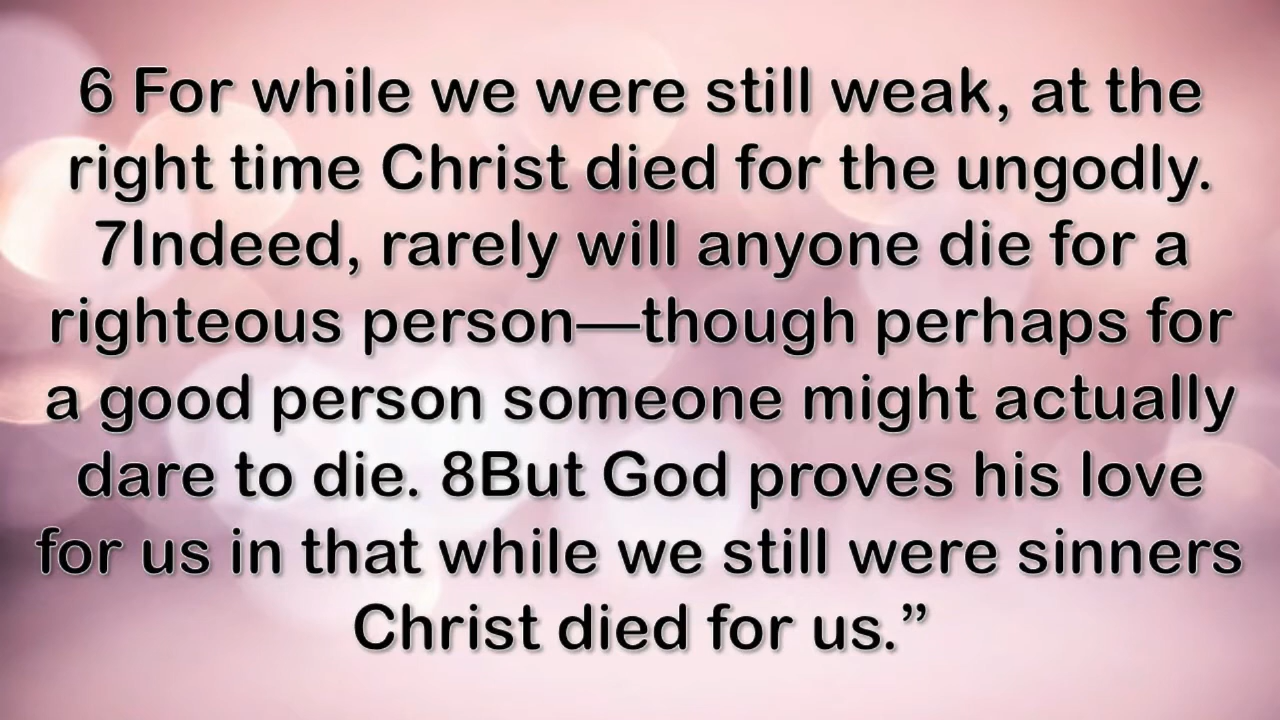 6 For while we were still weak, at the
right time Christ died for the ungodly.
7Indeed, rarely will anyone die for a
righteous person—though perhaps for
a good person someone might actually
dare to die. 8But God proves his love
for us in that while we still were sinners
Christ died for us.”